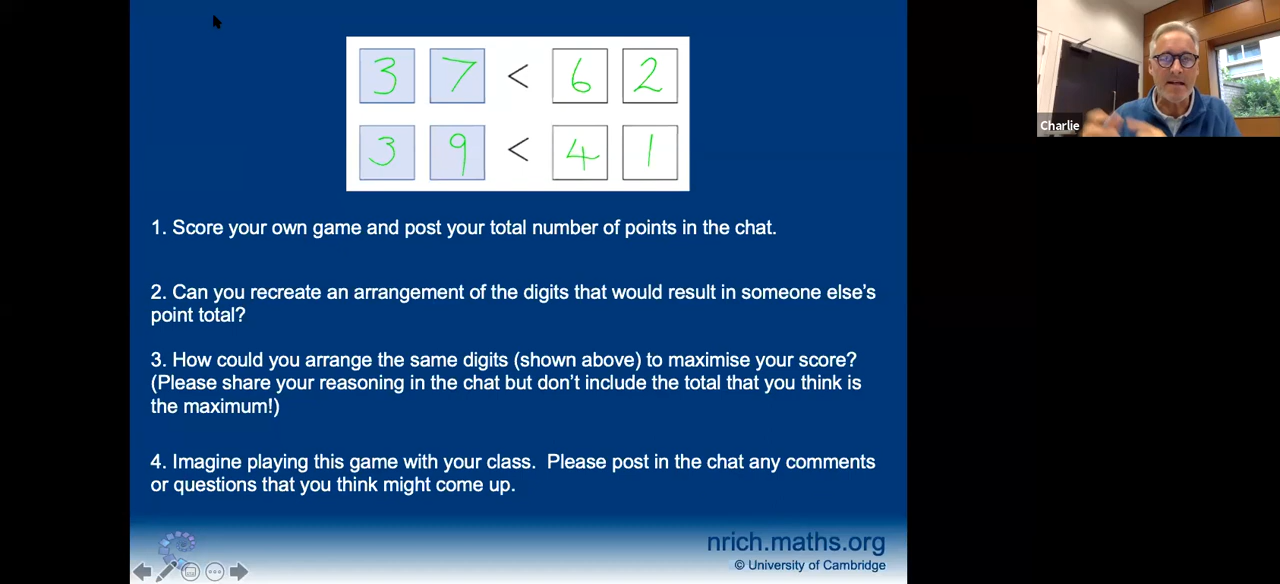 3 7 < 6 2
3 9 < 4 1
Charlie
1. Score your own game and post your total number of points in the chat.
2. Can you recreate an arrangement of the digits that would result in someone else's
point total?
3. How could you arrange the same digits (shown above) to maximise your score?
(Please share your reasoning in the chat but don't include the total that you think is
the maximum!)
4. Imagine playing this game with your class.  Please post in the chat any comments
or questions that you think might come up.
nrich.maths.org
© University of Cambridge